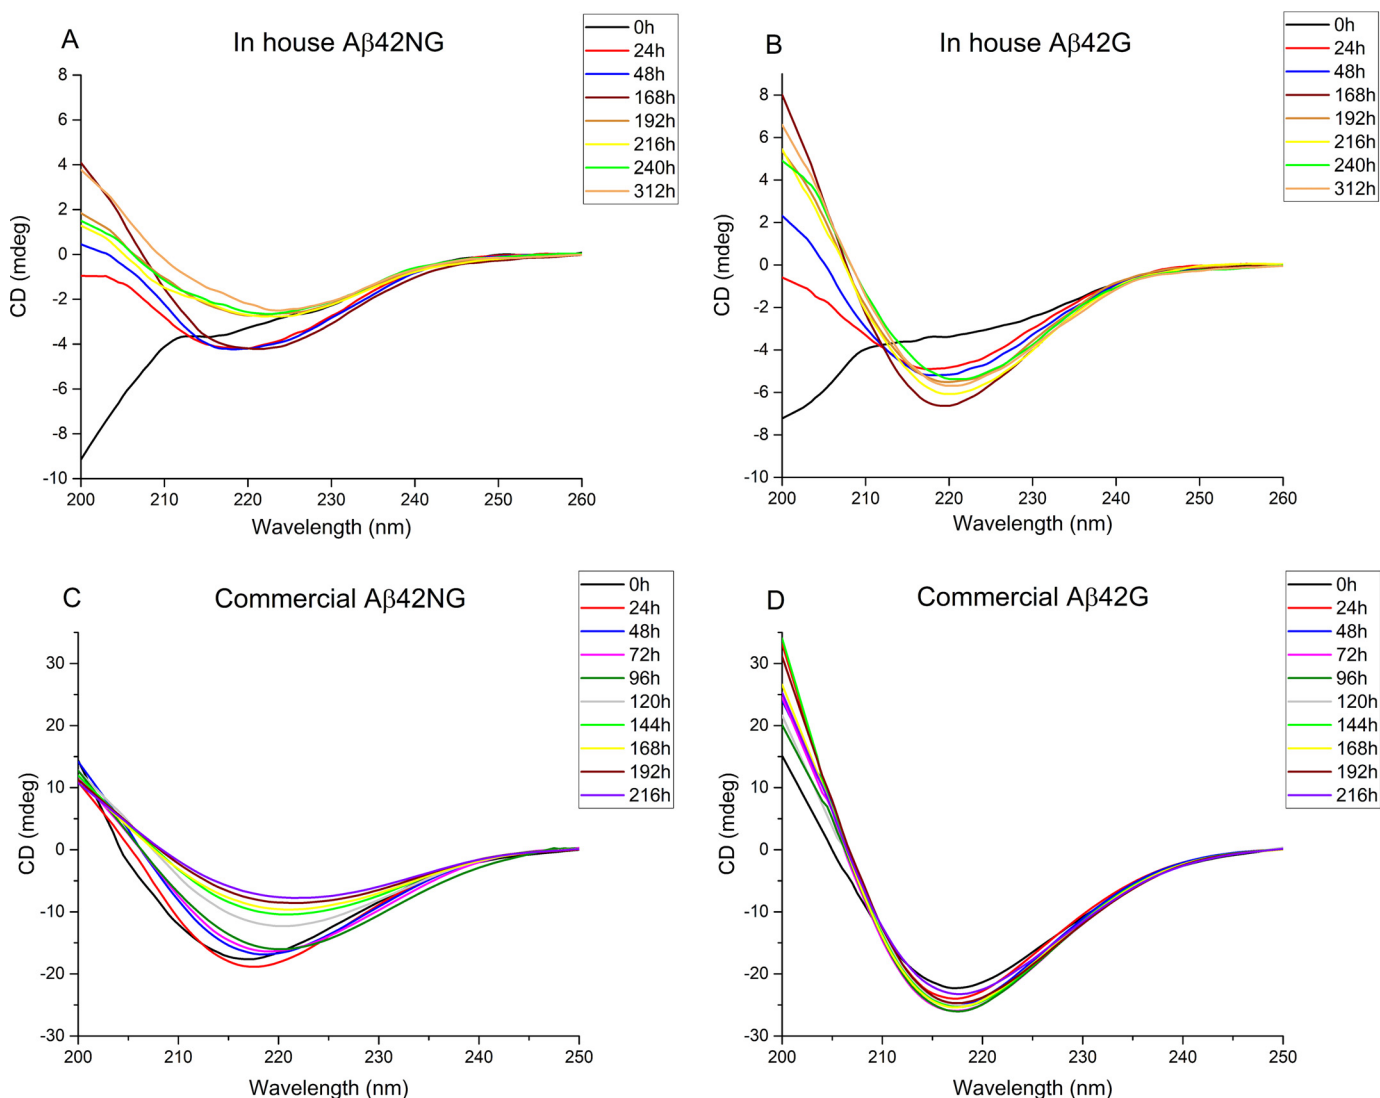 A
In house Aβ42NG
0h
24h
48h
168h
192h
216h
240h
312h
8
6
4
2
0
-2
-4
-6
-8
-10
CD (mdeg)
200
210
220
230
240
250
260
Wavelength (nm)
B
In house Aβ42G
0h
24h
48h
168h
192h
216h
240h
312h
8
6
4
2
0
-2
-4
-6
-8
-10
CD (mdeg)
200
210
220
230
240
250
260
Wavelength (nm)
C
Commercial Aβ42NG
0h
24h
48h
72h
96h
120h
144h
168h
192h
216h
30
20
10
0
-10
-20
-30
CD (mdeg)
200
210
220
230
240
250
Wavelength (nm)
D
Commercial Aβ42G
0h
24h
48h
72h
96h
120h
144h
168h
192h
216h
30
20
10
0
-10
-20
-30
CD (mdeg)
200
210
220
230
240
250
Wavelength (nm)